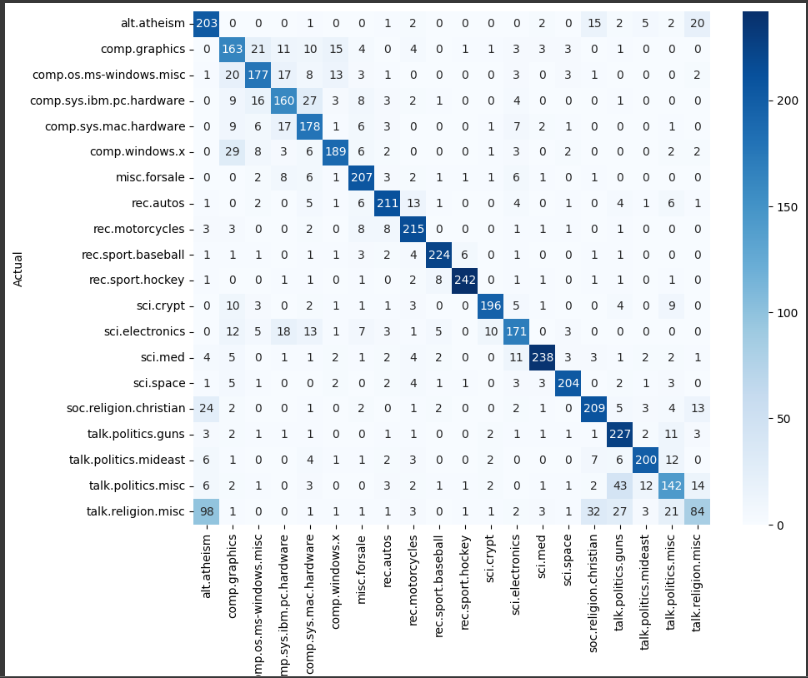 alt.atheism 203 0 0 0 1 0 0 1 2 0 0 0 0 2 0 15 2 5 2 20
comp.graphics 0 163 21 11 10 15 4 0 4 0 1 1 3 3 3 0 1 0 0 0
comp.os.ms-windows.misc 1 20 177 17 8 13 3 1 0 0 0 0 3 0 3 1 0 0 0 2
comp.sys.ibm.pc.hardware 0 9 16 160 27 3 8 3 2 1 0 0 4 0 0 0 1 0 0 0
comp.sys.mac.hardware 0 9 6 17 178 1 6 3 0 0 0 1 7 2 1 0 0 0 1 0
comp.windows.x 0 29 8 3 6 189 6 2 0 0 0 1 3 0 2 0 0 0 2 2
misc.forsale 0 0 2 8 6 1 207 3 2 1 1 1 6 1 0 1 0 0 0 0
rec.autos 1 0 2 0 5 1 6 211 13 1 0 0 4 0 1 0 4 1 6 1
rec.motorcycles 3 3 0 0 2 0 8 8 215 0 0 0 1 1 1 0 1 0 0 0
rec.sport.baseball 1 1 1 0 1 1 3 2 4 224 6 0 0 0 0 1 1 0 0 0
rec.sport.hockey 1 0 0 1 1 0 1 0 2 8 242 0 1 1 0 1 1 0 1 0
sci.crypt 0 10 3 0 2 1 1 1 3 0 0 196 5 1 0 0 4 0 9 0
sci.electronics 0 12 5 18 13 1 7 3 1 5 0 10 171 0 3 0 0 0 0 0
sci.med 4 5 0 1 1 2 1 2 4 2 0 0 11 238 3 3 1 2 2 1
sci.space 1 5 1 0 0 2 0 2 4 1 1 0 3 3 204 0 2 1 3 0
soc.religion.christian 24 2 0 0 1 0 2 0 1 2 0 0 2 1 0 209 5 3 4 13
talk.politics.guns 3 2 1 1 1 0 0 1 1 0 0 2 1 1 1 1 227 2 11 3
talk.politics.mideast 6 1 0 0 4 1 1 2 3 0 0 2 0 0 0 7 6 200 12 0
talk.politics.misc 6 2 1 0 3 0 0 3 2 1 1 2 0 1 1 2 43 12 142 14
talk.religion.misc 98 1 0 0 1 1 1 1 3 0 1 1 2 3 1 32 27 3 21 84
Actual
alt.atheism
comp.graphics
omp.os.ms-windows.misc
mp.sys.ibm.pc.hardware
comp.sys.mac.hardware
comp.windows.x
misc.forsale
rec.autos
rec.motorcycles
rec.sport.baseball
rec.sport.hockey
sci.crypt
sci.electronics
sci.med
sci.space
soc.religion.christian
talk.politics.guns
talk.politics.mideast
talk.politics.misc
talk.religion.misc
200
150
100
50
0